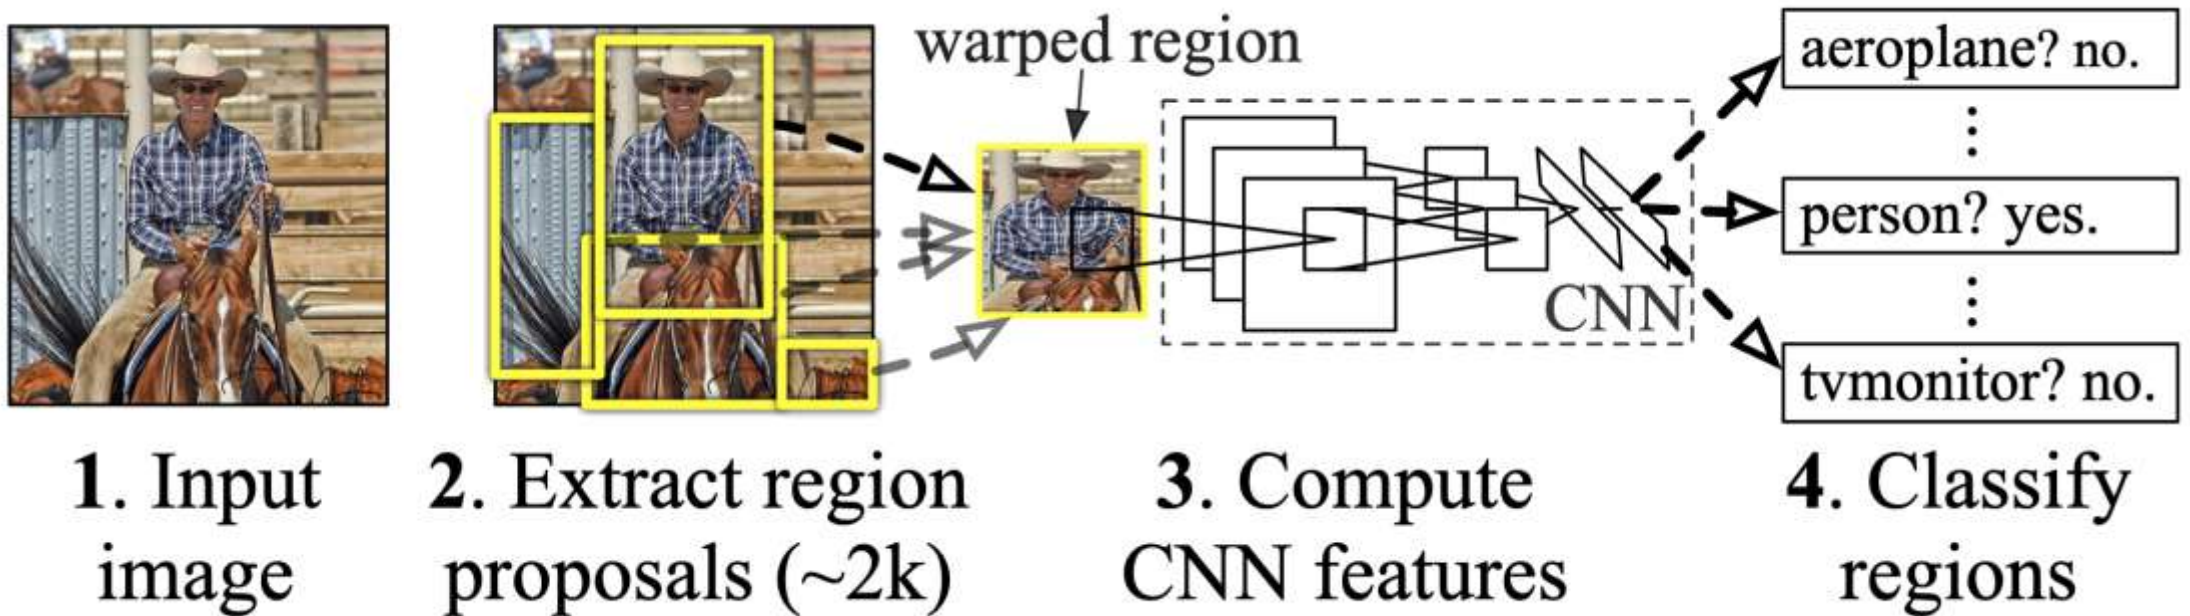 warped region
aeroplane? no.
person? yes.
CNN
tvmonitor? no.
1. Input
image
2. Extract region
proposals (~2k)
3. Compute
CNN features
4. Classify
regions